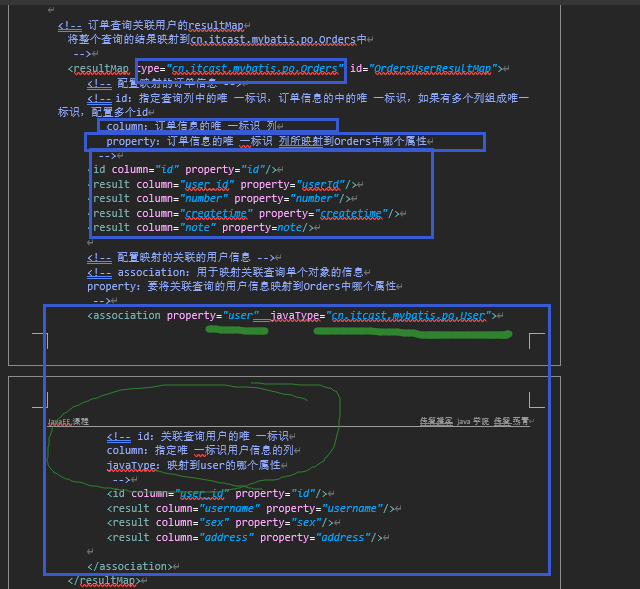 <!-- 订单查询关联用户的resultMap
将整个查询的结果映射到cn.itcast.mybatis.po.Orders中
-->
<resultMap type="cn.itcast.mybatis.po.Orders" id="OrdersUserResultMap">
<!-- 配置映射的订单信息 -->
<!-- id：指定查询列中的唯 一标识，订单信息的中的唯 一标识，如果有多个列组成唯一
标识，配置多个id
column：订单信息的唯 一标识 列
property：订单信息的唯 一标识 列所映射到Orders中哪个属性
-->
<id column="id" property="id"/>
<result column="user_id" property="userId"/>
<result column="number" property="number"/>
<result column="createtime" property="createtime"/>
<result column="note" property=note/>
<!-- 配置映射的关联的用户信息 -->
<!-- association：用于映射关联查询单个对象的信息
property：要将关联查询的用户信息映射到Orders中哪个属性
-->
<association property="user" javaType="cn.itcast.mybatis.po.User">
JavaEE 课程 传智播客 java 学院 传智.燕青
<!-- id：关联查询用户的唯 一标识
column：指定唯 一标识用户信息的列
javaType：映射到user的哪个属性
-->
<id column="user_id" property="id"/>
<result column="username" property="username"/>
<result column="sex" property="sex"/>
<result column="address" property="address"/>
</association>
</resultMap>